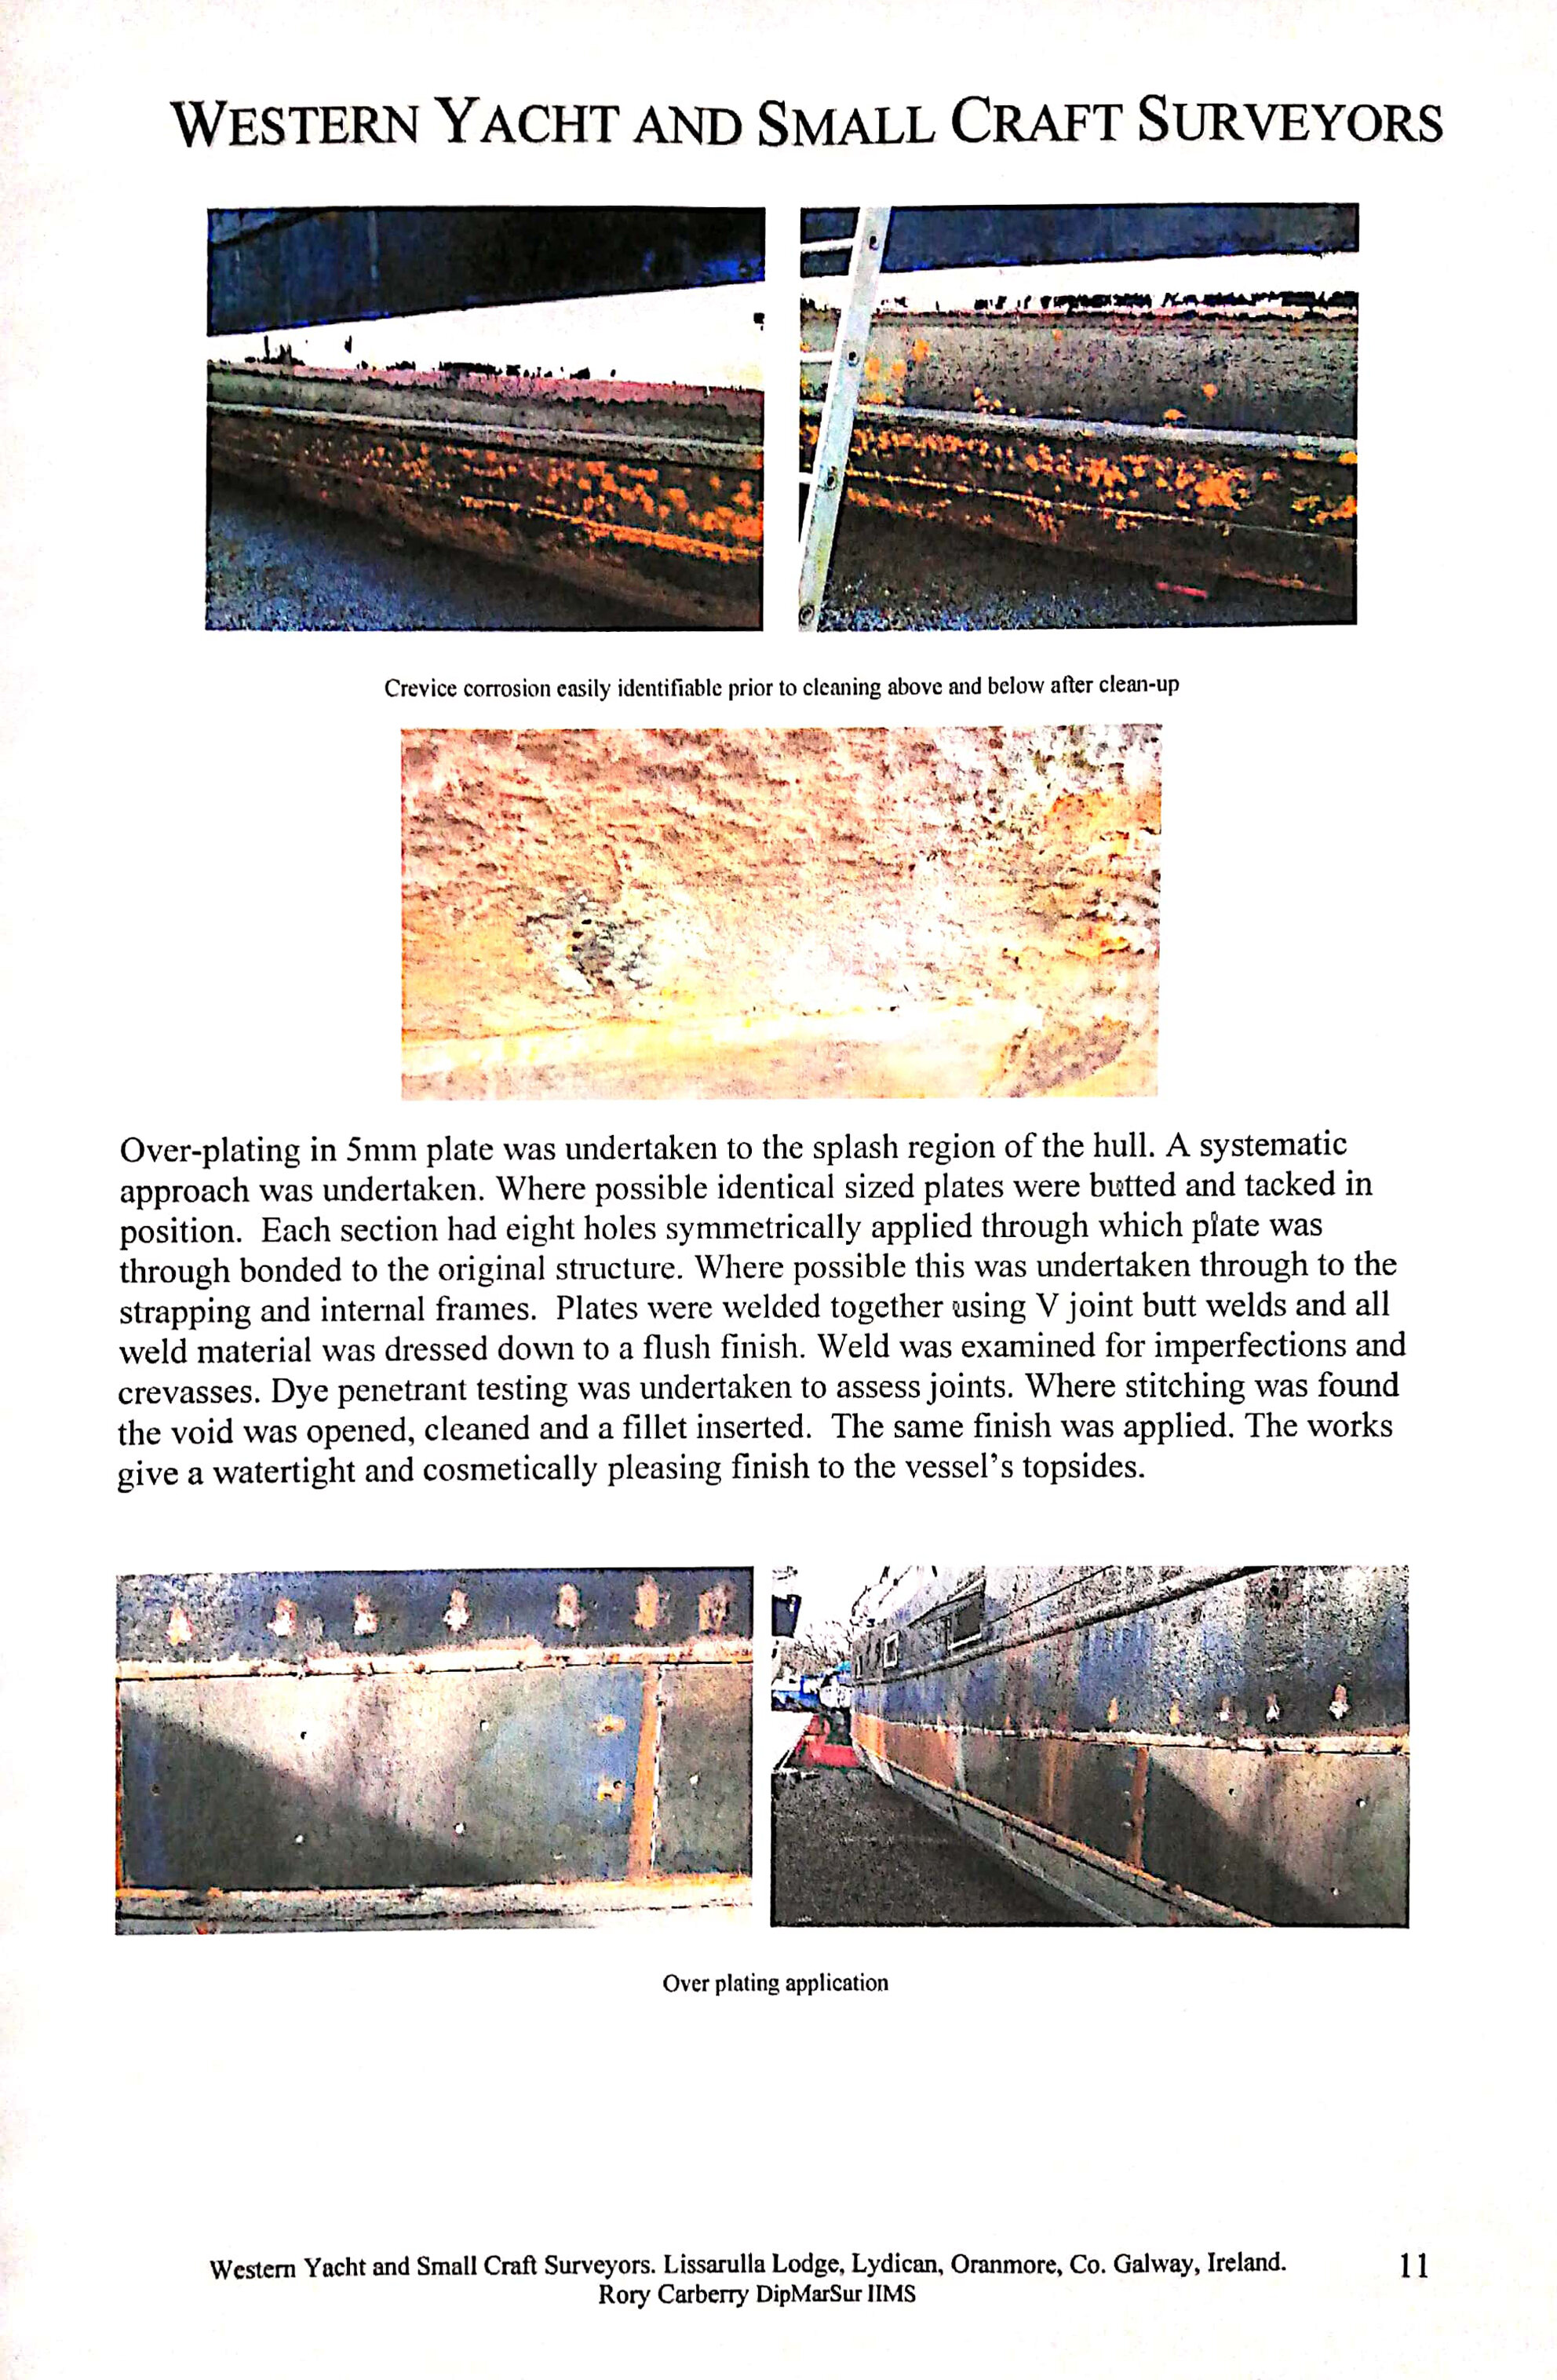 WESTERN YACHT AND SMALL CRAFT SURVEYORS
Crevice corrosion easily identifiable prior to cleaning above and below after clean-up
Over-plating in 5mm plate was undertaken to the splash region of the hull. A systematic
approach was undertaken. Where possible identical sized plates were butted and tacked in
position. Each section had eight holes symmetrically applied through which plate was
through bonded to the original structure. Where possible this was undertaken through to the
strapping and internal frames. Plates were welded together using V joint butt welds and all
weld material was dressed down to a flush finish. Weld was examined for imperfections and
crevasses. Dye penetrant testing was undertaken to assess joints. Where stitching was found
the void was opened, cleaned and a fillet inserted. The same finish was applied. The works
give a watertight and cosmetically pleasing finish to the vessel's topsides.
Over plating application
Western Yacht and Small Craft Surveyors. Lissarulla Lodge, Lydican, Oranmore, Co. Galway, Ireland. 11
Rory Carberry DipMarSur IIMS